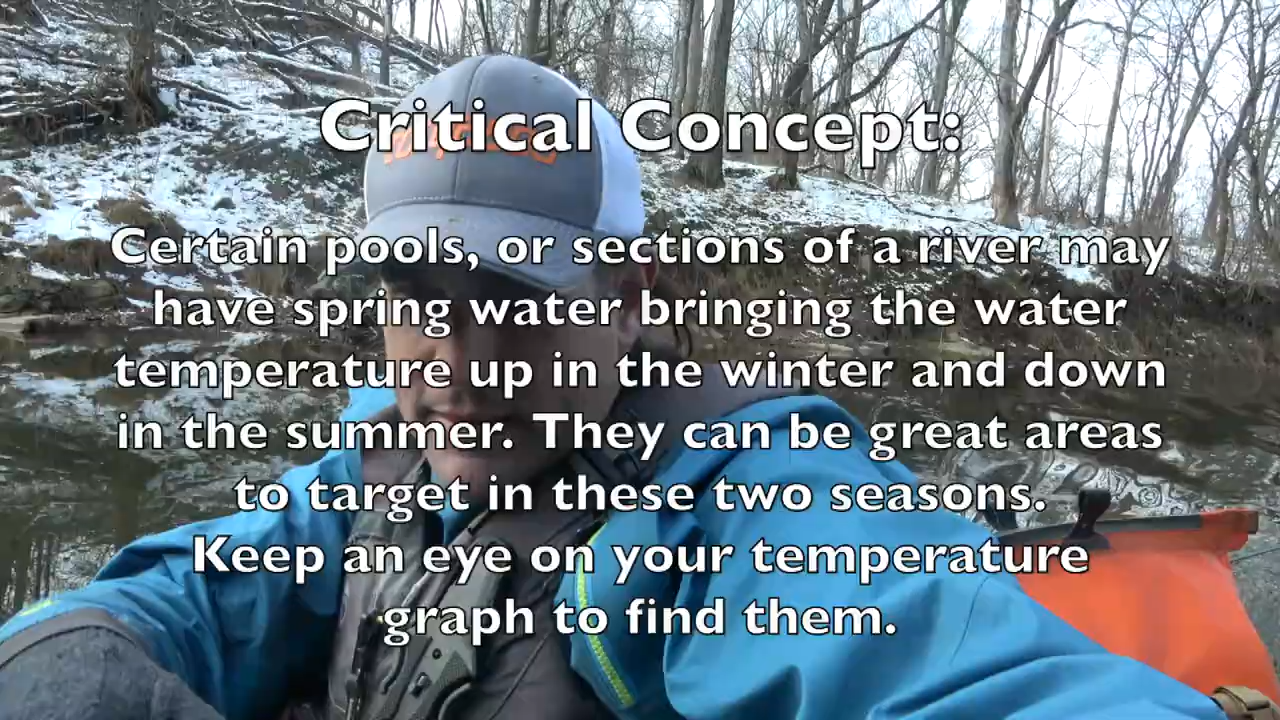 Critical Concept:
Certain pools, or sections of a river may
have spring water bringing the water
temperature up in the winter and down
in the summer. They can be great areas
to target in these two seasons.
Keep an eye on your temperature
graph to find them.